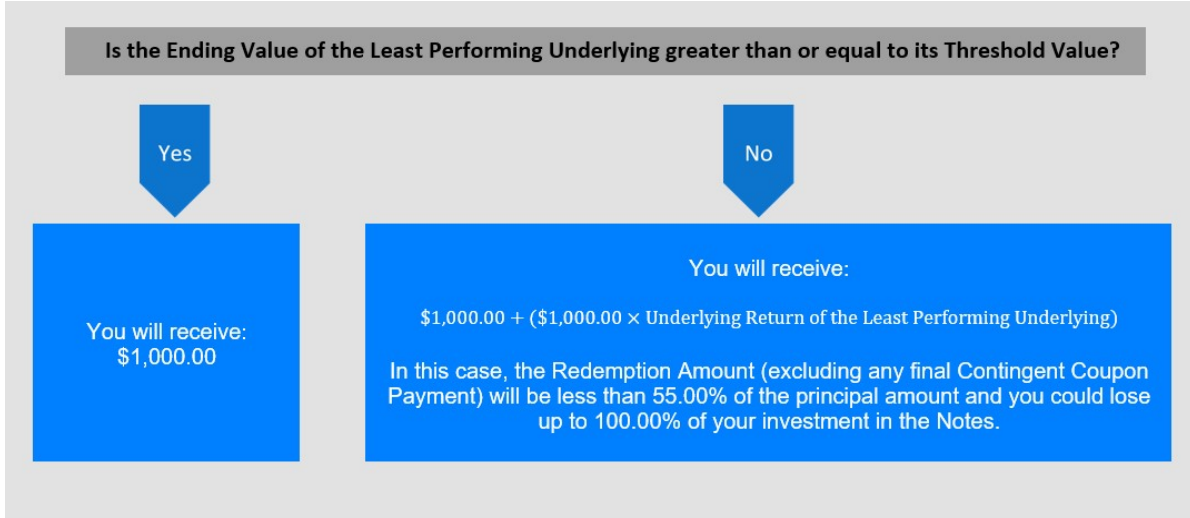 Is the Ending Value of the Least Performing Underlying greater than or equal to its Threshold Value?
Yes
No
You will receive:
$1,000.00
You will receive:
$1,000.00 + ($1,000.00 × Underlying Return of the Least Performing Underlying)
In this case, the Redemption Amount (excluding any final Contingent Coupon
Payment) will be less than 55.00% of the principal amount and you could lose
up to 100.00% of your investment in the Notes.